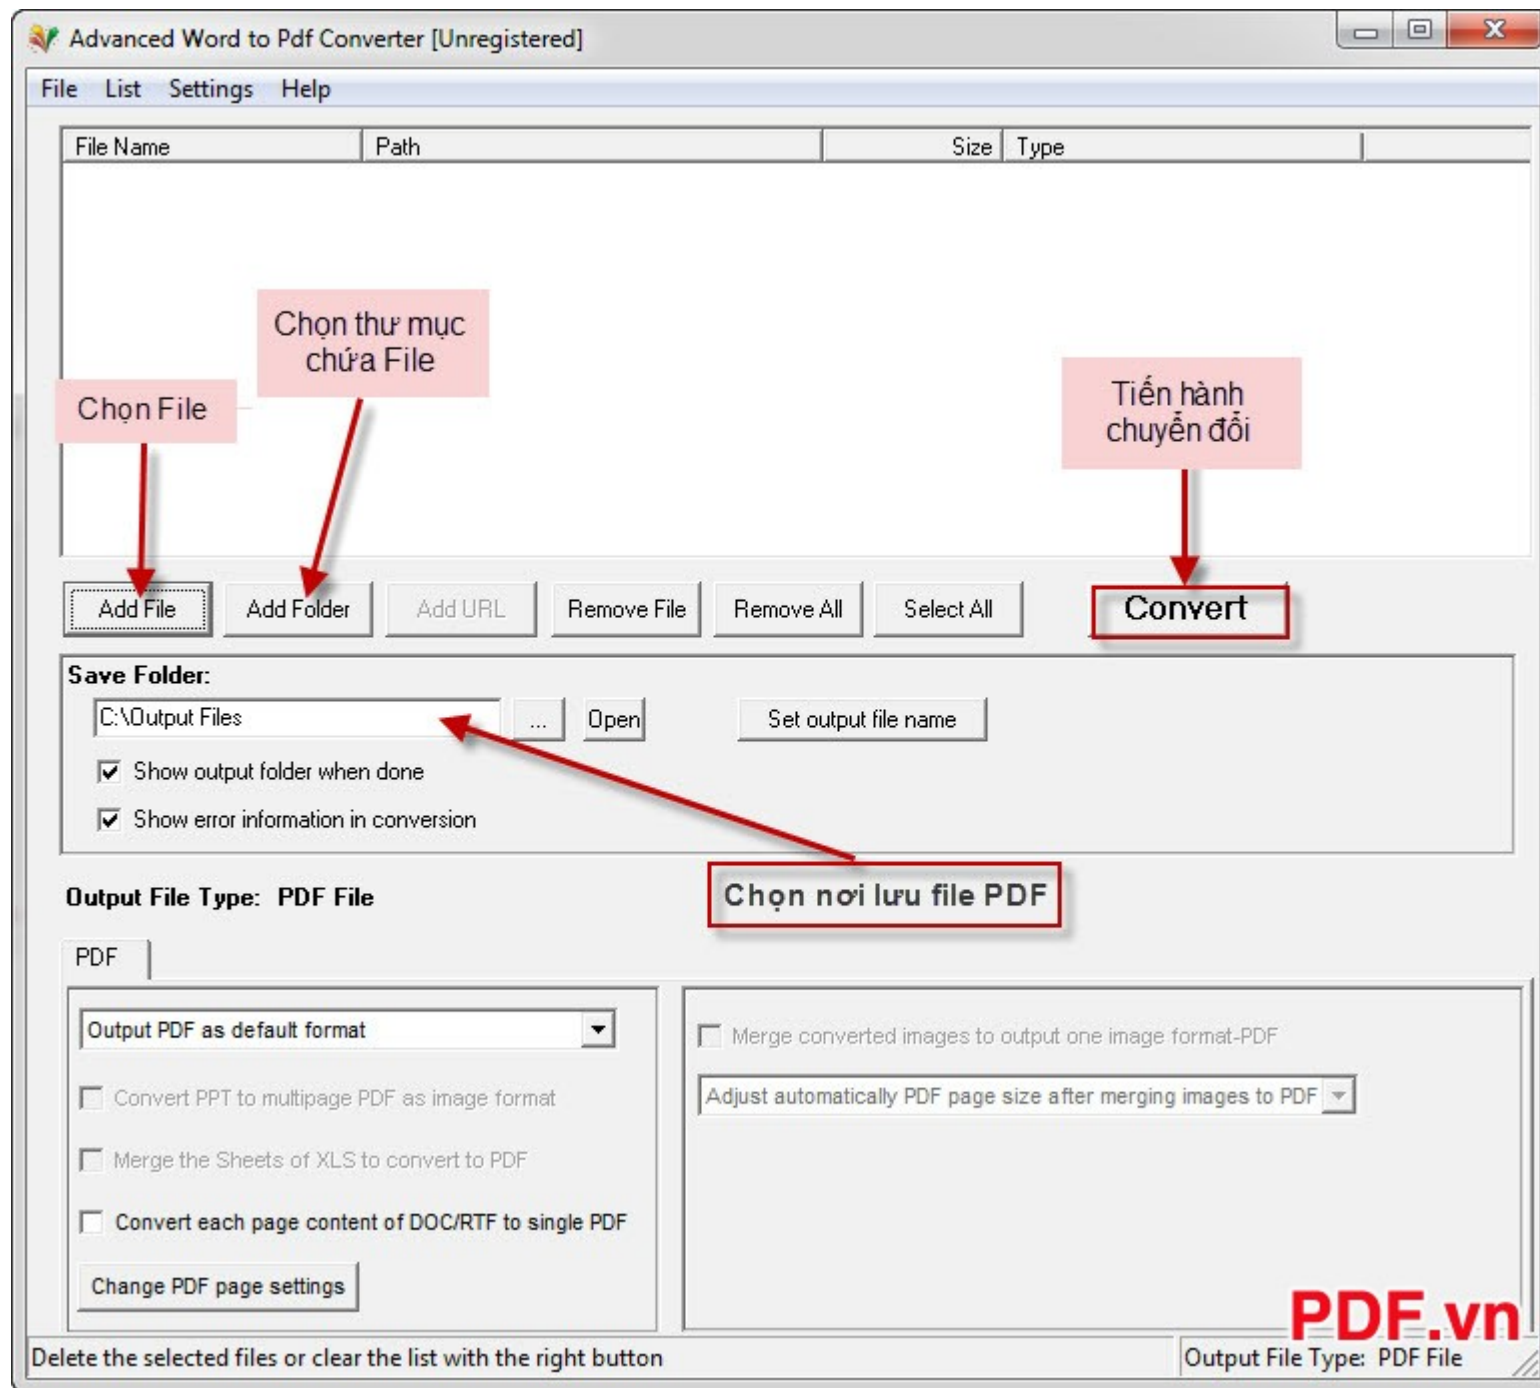 Advanced Word to Pdf Converter [Unregistered]
File List Settings Help
File Name Path Size Type
Chọn thư mục
chứa File
Chọn File
Tiến hành
chuyển đổi
Add File Add Folder Add URL Remove File Remove All Select All Convert
Save Folder:
C:\Output Files ... Open Set output file name
Show output folder when done
Show error information in conversion
Output File Type: PDF File
Chọn nơi lưu file PDF
PDF
Output PDF as default format
Merge converted images to output one image format-PDF
Convert PPT to multipage PDF as image format
Adjust automatically PDF page size after merging images to PDF
Merge the Sheets of XLS to convert to PDF
Convert each page content of DOC/RTF to single PDF
Change PDF page settings
PDF.vn
Delete the selected files or clear the list with the right button
Output File Type: PDF File